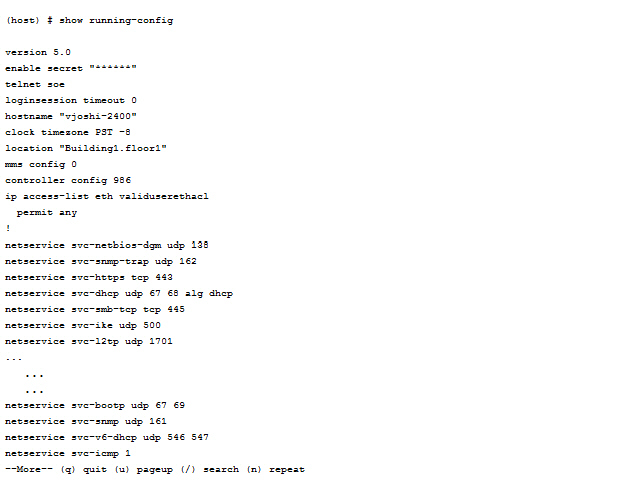 (host) # show running-config
version 5.0
enable secret "******"
telnet soe
loginsession timeout 0
hostname "vjoshi-2400"
clock timezone PST -8
location "Building1.floor1"
mms config 0
controller config 986
ip access-list eth validuserethacl
  permit any
!
netservice svc-netbios-dgm udp 138
netservice svc-snmp-trap udp 162
netservice svc-https tcp 443
netservice svc-dhcp udp 67 68 alg dhcp
netservice svc-smb-tcp tcp 445
netservice svc-ike udp 500
netservice svc-l2tp udp 1701
...
   ...
   ...
netservice svc-bootp udp 67 69
netservice svc-snmp udp 161
netservice svc-v6-dhcp udp 546 547
netservice svc-icmp 1
--More-- (q) quit (u) pageup (/) search (n) repeat